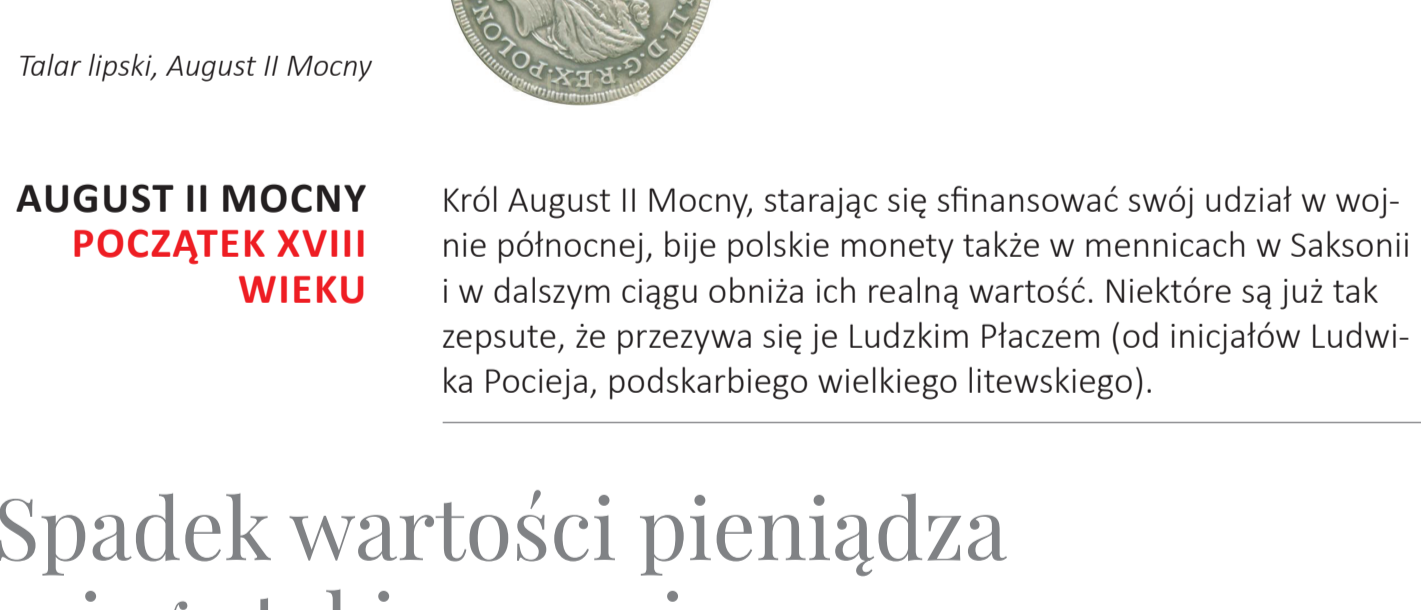 II·D·G·REX·POLON
Talar lipski, August II Mocny
AUGUST II MOCNY
POCZĄTEK XVIII
WIEKU
Król August II Mocny, starając się sfinansować swój udział w woj-
nie północnej, bije polskie monety także w mennicach w Saksonii
i w dalszym ciągu obniża ich realną wartość. Niektóre są już tak
zepsute, że przezywa się je Ludzkim Płaczem (od inicjałów Ludwi-
ka Pocieja, podskarbiego wielkiego litewskiego).
Spadek wartości pieniądza